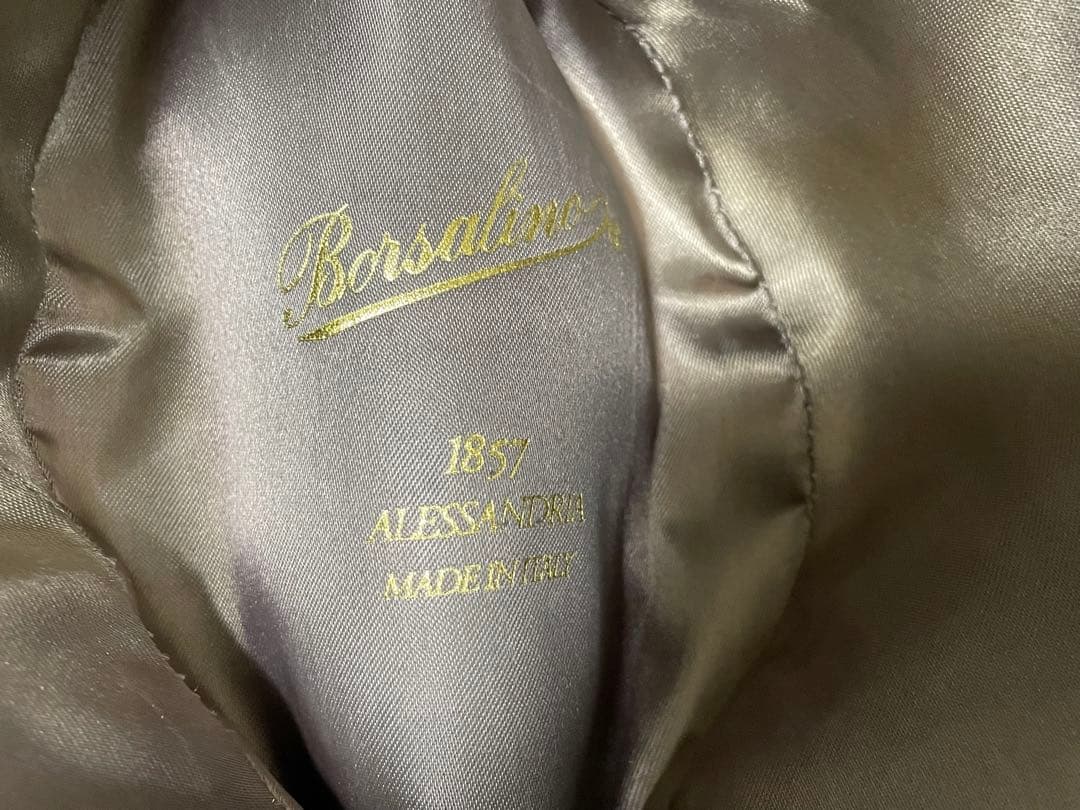 Borsalino
1857
ALESSANDRIA
MADE IN ITALY